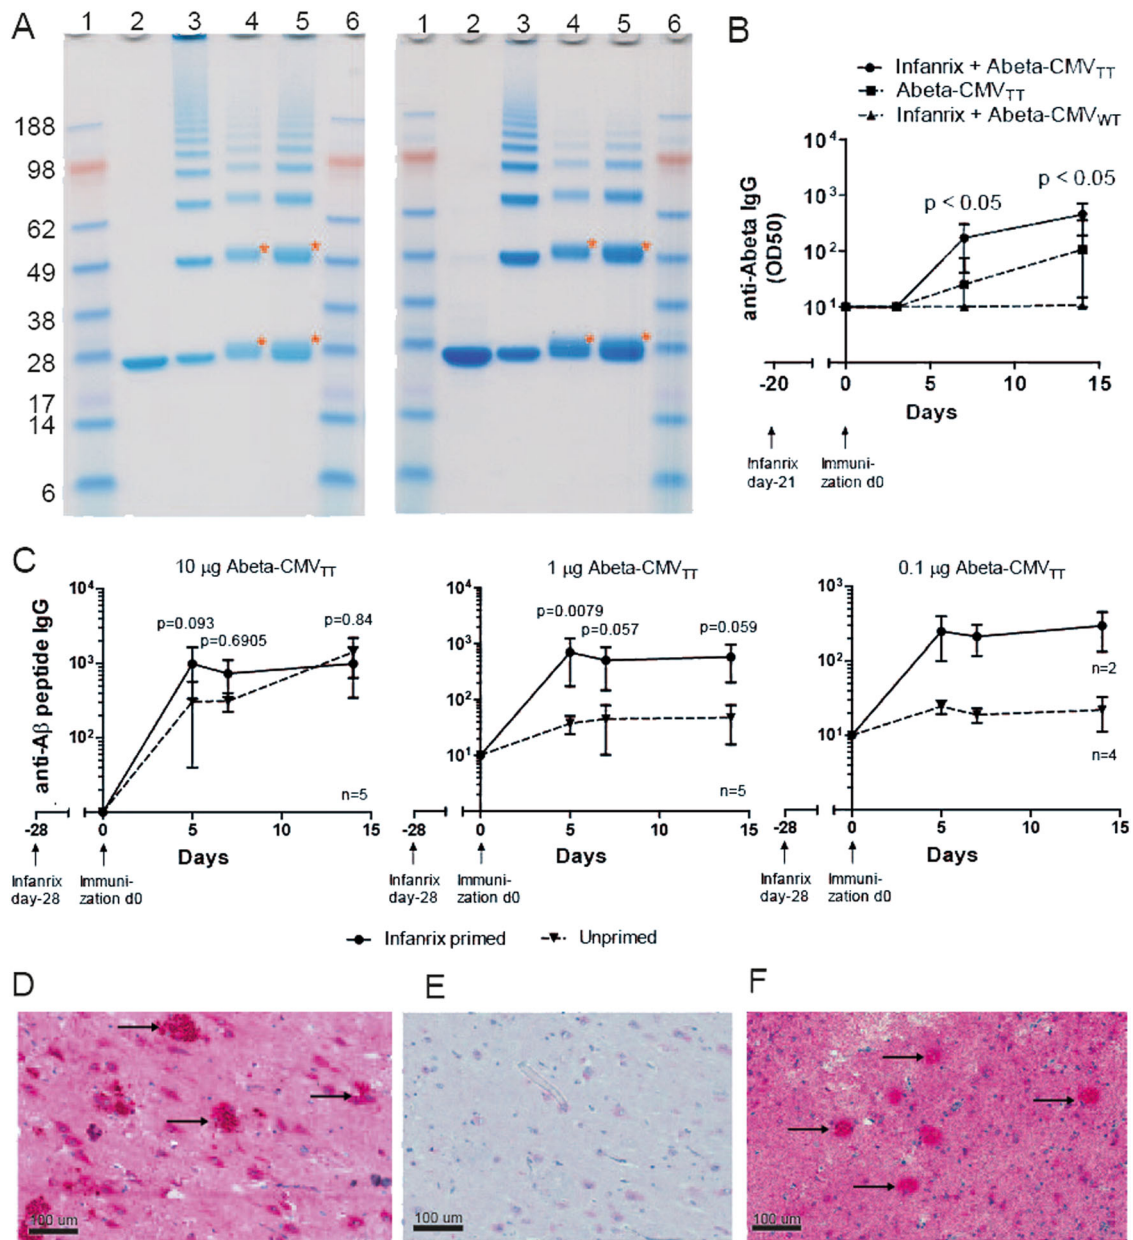 A
1 2 3 4 5 6
1 2 3 4 5 6
188
98
62
49
38
28
17
14
6
B
Infanrix + Abeta-CMVTT
Abeta-CMVTT
Infanrix + Abeta-CMVWT
anti-Abeta IgG
(OD50)
10⁴
10³
10²
10¹
p < 0.05
p < 0.05
-20
0 5 10 15
Days
Infanrix
day-21
Immuni-
zation d0
C
10 µg Abeta-CMVTT
anti-Aβ peptide IgG
10⁴
10³
10²
p=0.093
p=0.6905
p=0.84
n=5
-28
0 5 10 15
Days
Infanrix
day-28
Immuni-
zation d0
1 µg Abeta-CMVTT
10⁴
10³
10²
10¹
p=0.0079
p=0.057
p=0.059
n=5
-28
0 5 10 15
Days
Infanrix
day-28
Immuni-
zation d0
0.1 µg Abeta-CMVTT
10³
10²
10¹
n=2
n=4
-28
0 5 10 15
Days
Infanrix
day-28
Immuni-
zation d0
Infanrix primed
Unprimed
D
100 um
E
100 um
F
100 um